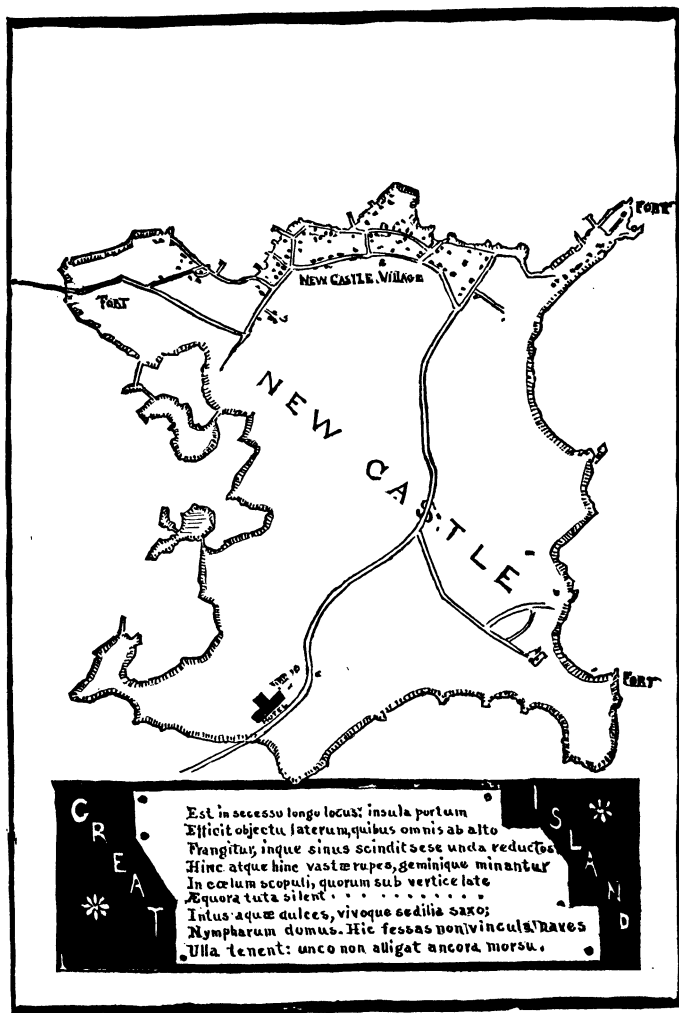 FORT
FORT
NEW CASTLE. VILLAGE
NEW CASTLE
HOTEL
FORT
GREAT ISLAND
Est in secessu longo locus: insula portum
Efficit objectu laterum, quibus omnis ab alto
Frangitur, inque sinus scindit sese unda reductos
Hinc atque hinc vastæ rupes, geminique minantur
In cœlum scopuli, quorum sub vertice late
Æquora tuta silent . . . . . . . . . .
Intus aquæ dulces, vivoque sedilia saxo;
Nympharum domus. Hic fessas non vincula naves
Ulla tenent: unco non alligat ancora morsu.